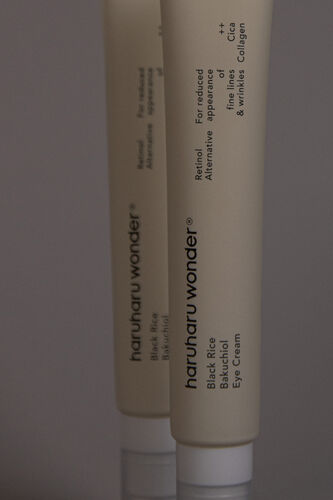 haruharu wonder®
Black Rice
Bakuchiol
Eye Cream
Retinol
Alternative
For reduced
appearance
of
fine lines
& wrinkles
++
Cica
Collagen
haruharu wonder®
Black Rice
Bakuchiol
Retinol
Alternative
For reduced
appearance
of
++